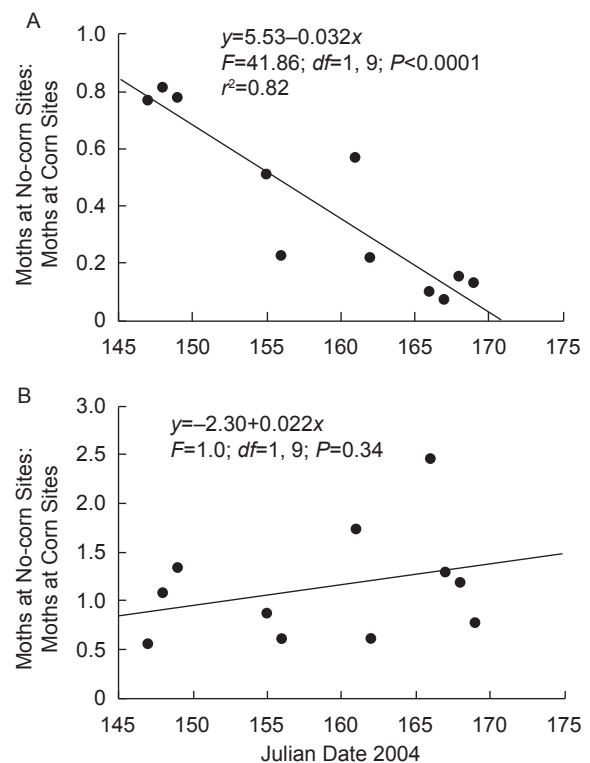 A
y=5.53–0.032x
F=41.86; df=1, 9; P<0.0001
r²=0.82
Moths at No-corn Sites:
Moths at Corn Sites
1.0
0.8
0.6
0.4
0.2
0
145 150 155 160 165 170 175
B
y=–2.30+0.022x
F=1.0; df=1, 9; P=0.34
Moths at No-corn Sites:
Moths at Corn Sites
3.0
2.5
2.0
1.5
1.0
0.5
0
145 150 155 160 165 170 175
Julian Date 2004